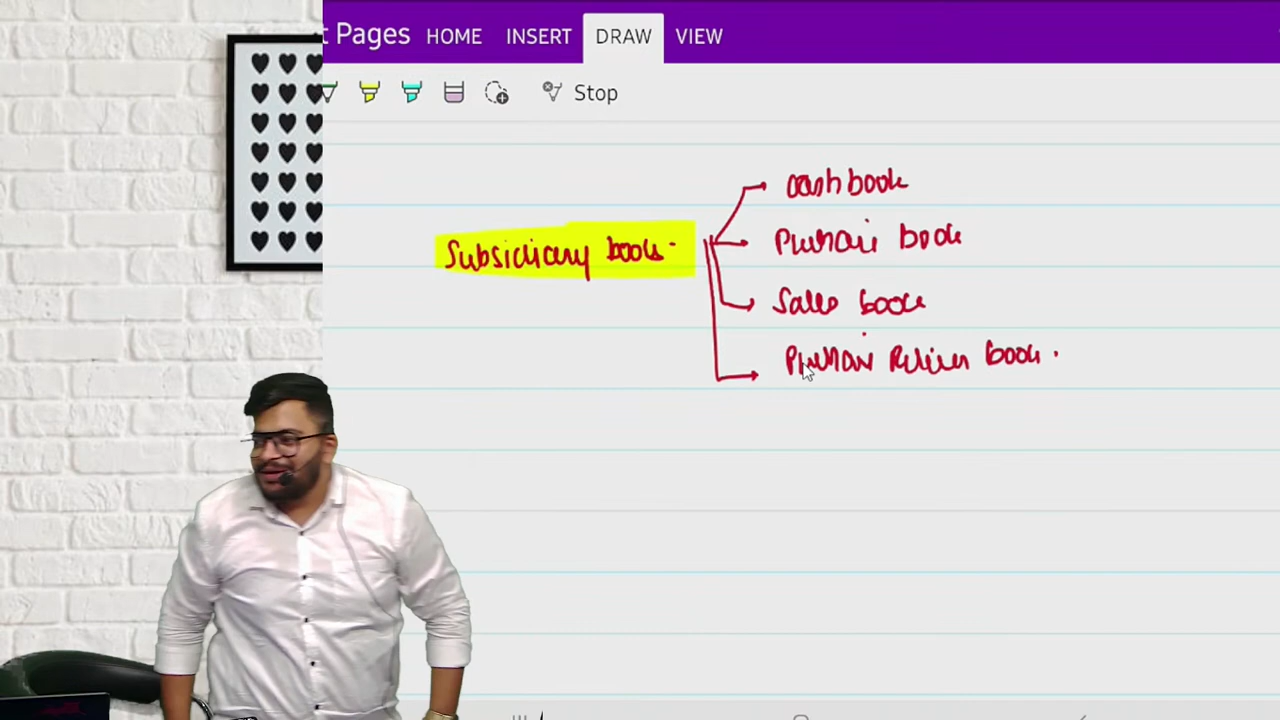 t Pages HOME INSERT DRAW VIEW
Stop
cash book
Purchase book
Subsidiary book.
Sales book
Purchase Return book.